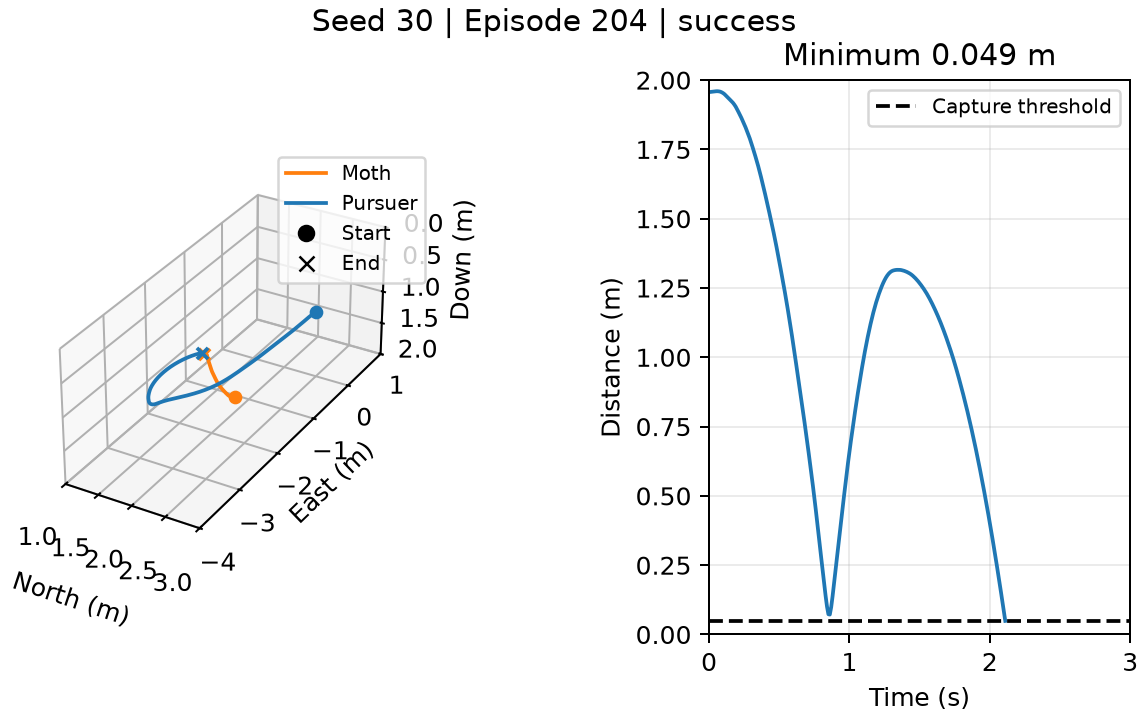 Seed 30 | Episode 204 | success
Moth
Pursuer
Start
End
0.0
0.5
1.0
1.5
2.0
Down (m)
1
0
−1
−2
−3
−4
East (m)
1.0
1.5
2.0
2.5
3.0
North (m)
Minimum 0.049 m
Capture threshold
2.00
1.75
1.50
1.25
1.00
0.75
0.50
0.25
0.00
Distance (m)
0 1 2 3
Time (s)